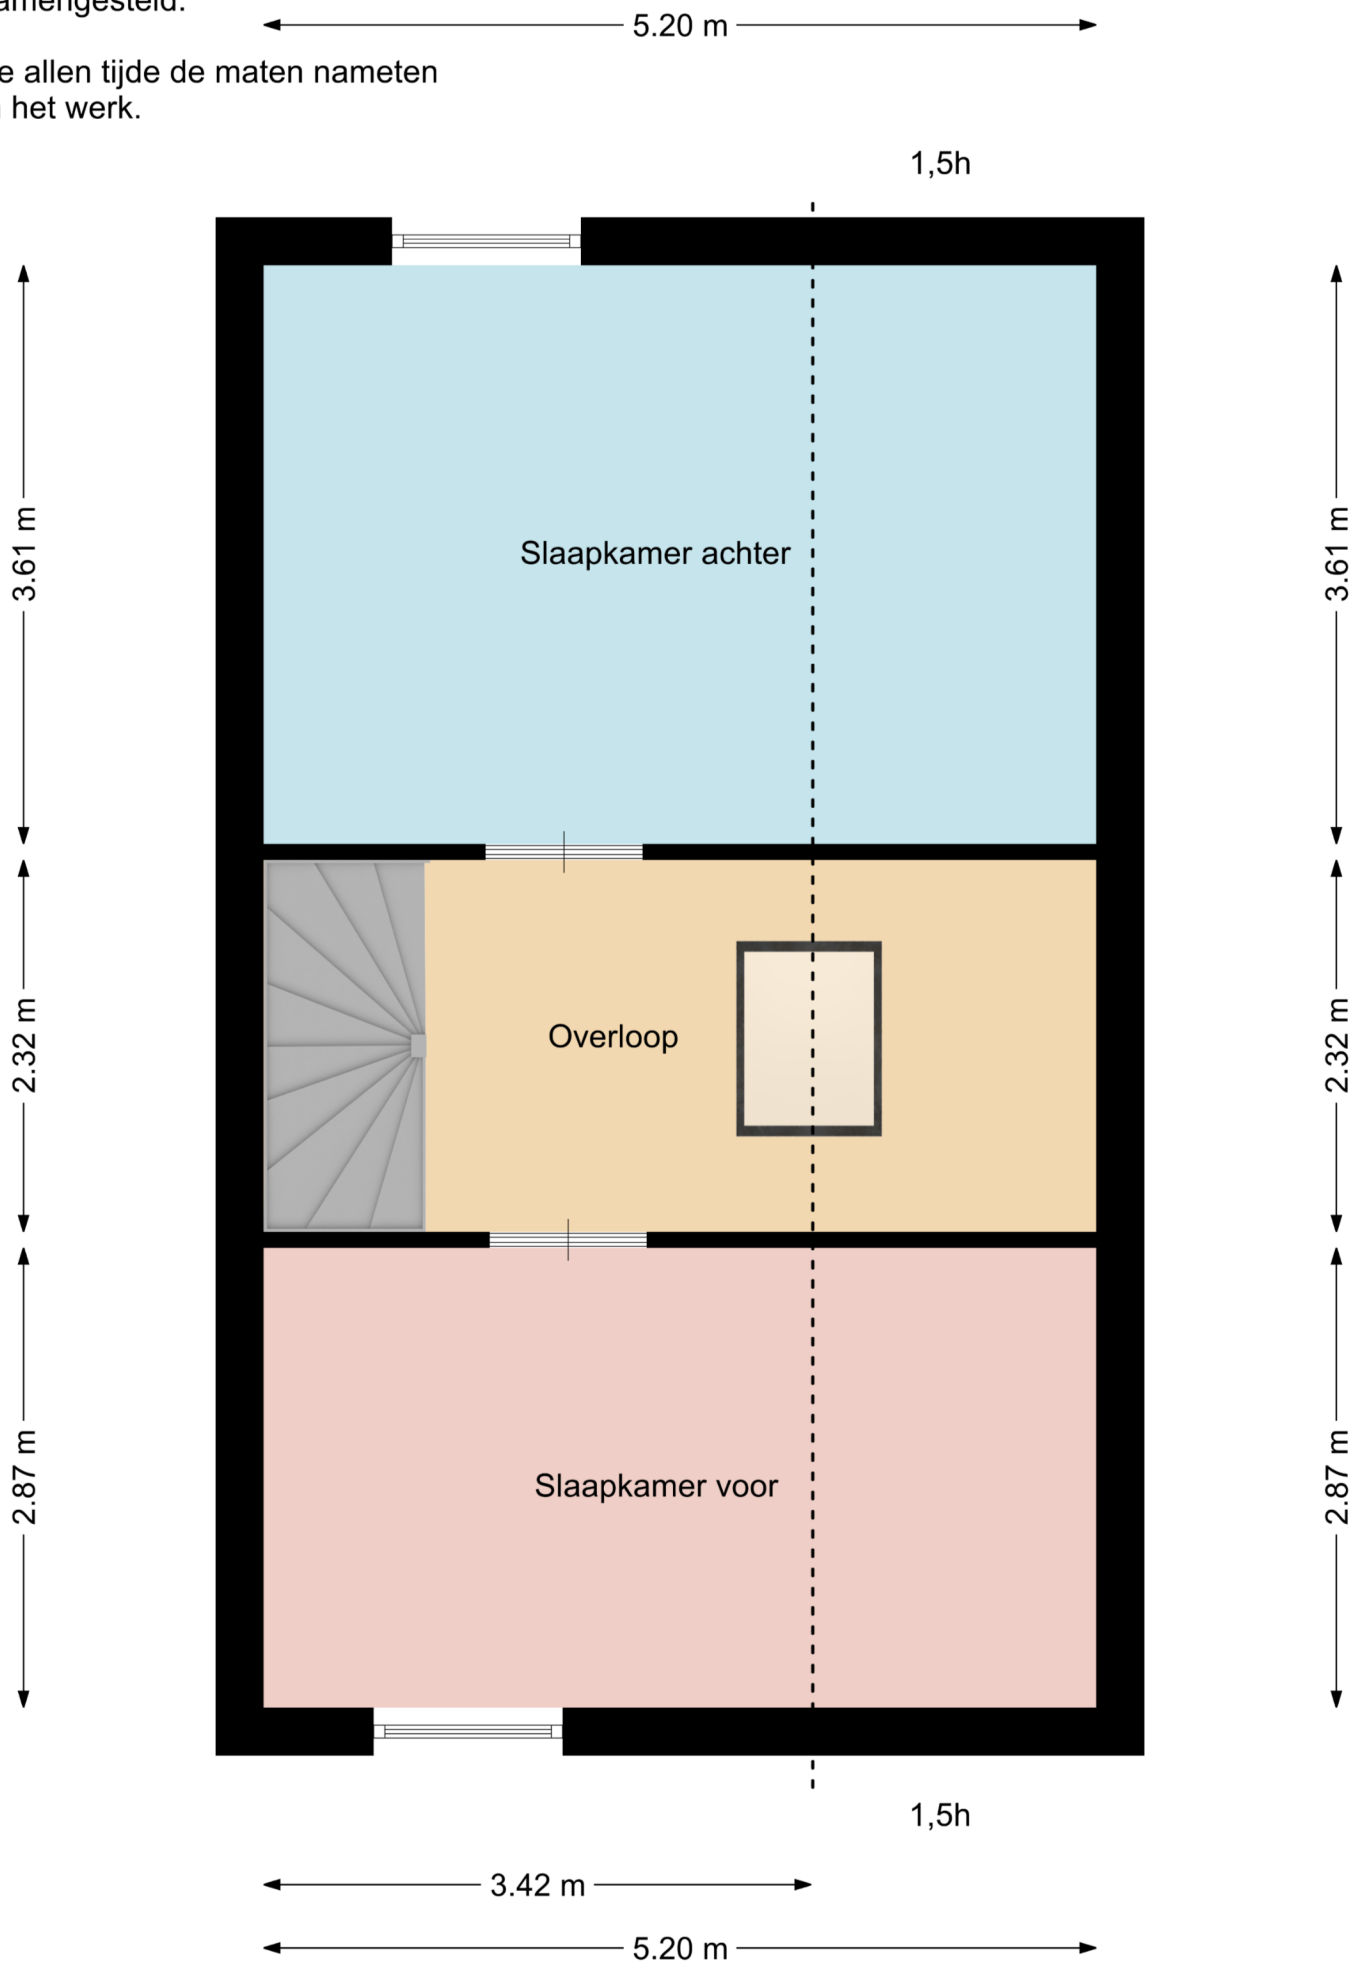 5.20 m
e allen tijde de maten nameten
het werk.
1,5h
3.61 m
3.61 m
Slaapkamer achter
2.32 m
Overloop
2.32 m
2.87 m
Slaapkamer voor
2.87 m
1,5h
3.42 m
5.20 m